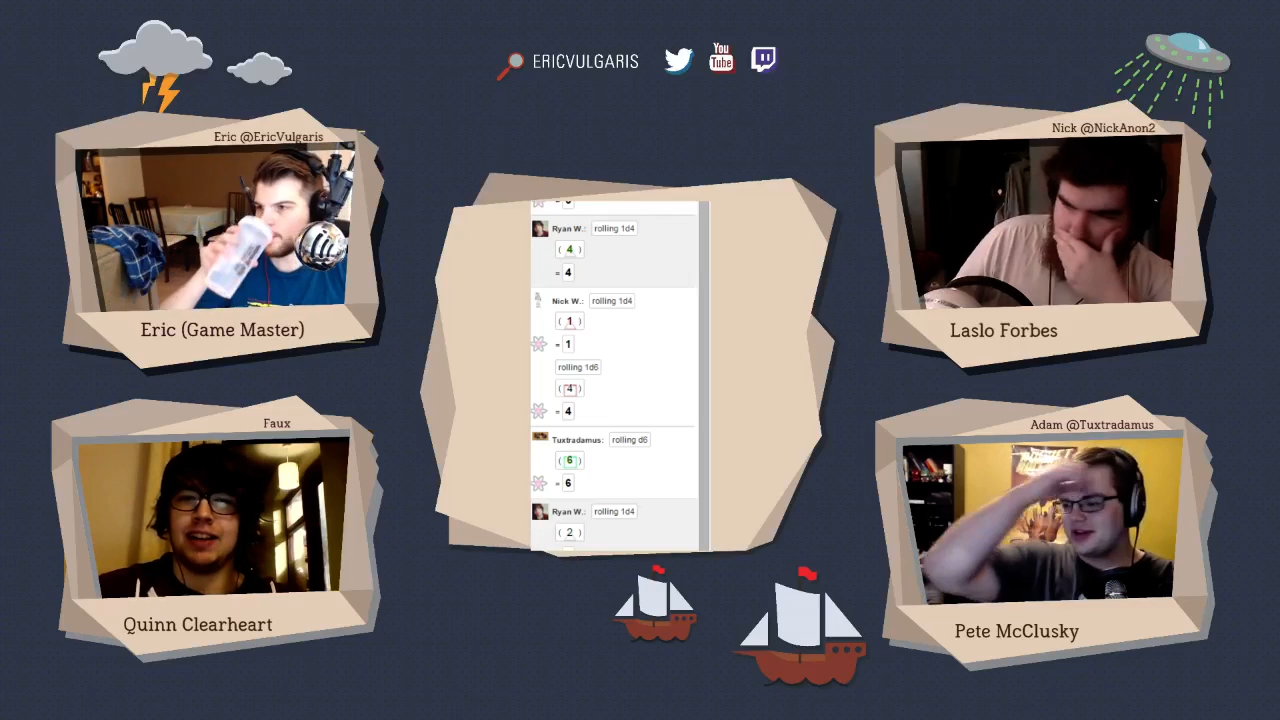 ERICVULGARIS
You
Tube
Eric @EricVulgaris
Eric (Game Master)
Nick @NickAnon2
Laslo Forbes
Ryan W.: rolling 1d4
( 4 )
= 4
Nick W.: rolling 1d4
( 1 )
= 1
rolling 1d6
( 4 )
= 4
Tuxtradamus: rolling d6
( 6 )
= 6
Ryan W.: rolling 1d4
( 2 )
Faux
Quinn Clearheart
Adam @Tuxtradamus
Pete McClusky